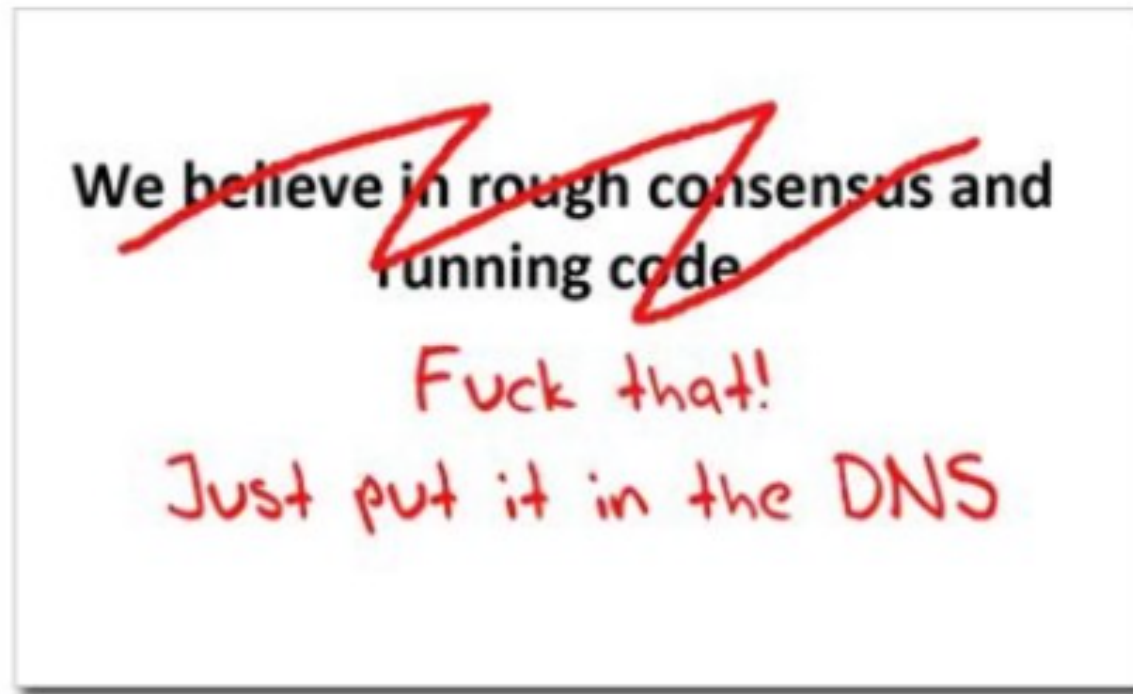 We believe in rough consensus and
running code
Fuck that!
Just put it in the DNS